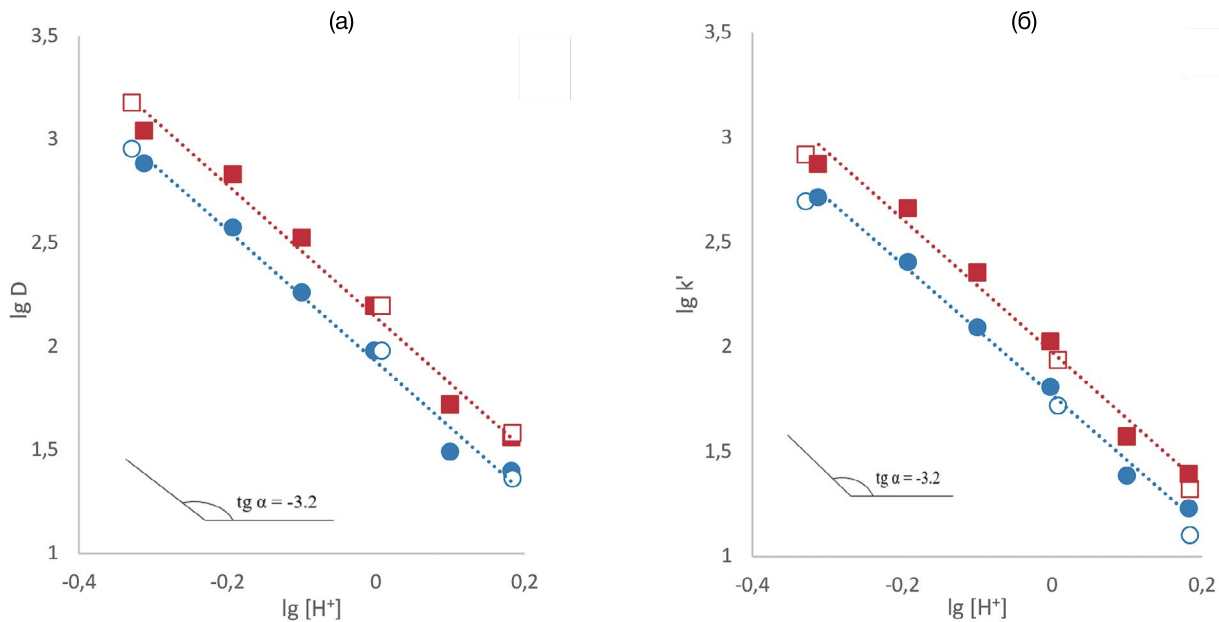 (а)
3,5
3
2,5
2
1,5
1
lg D
tg α = -3.2
-0,4
-0,2
0
0,2
lg [H⁺]
(б)
3,5
3
2,5
2
1,5
1
lg k'
tg α = -3.2
-0,4
-0,2
0
0,2
lg [H⁺]